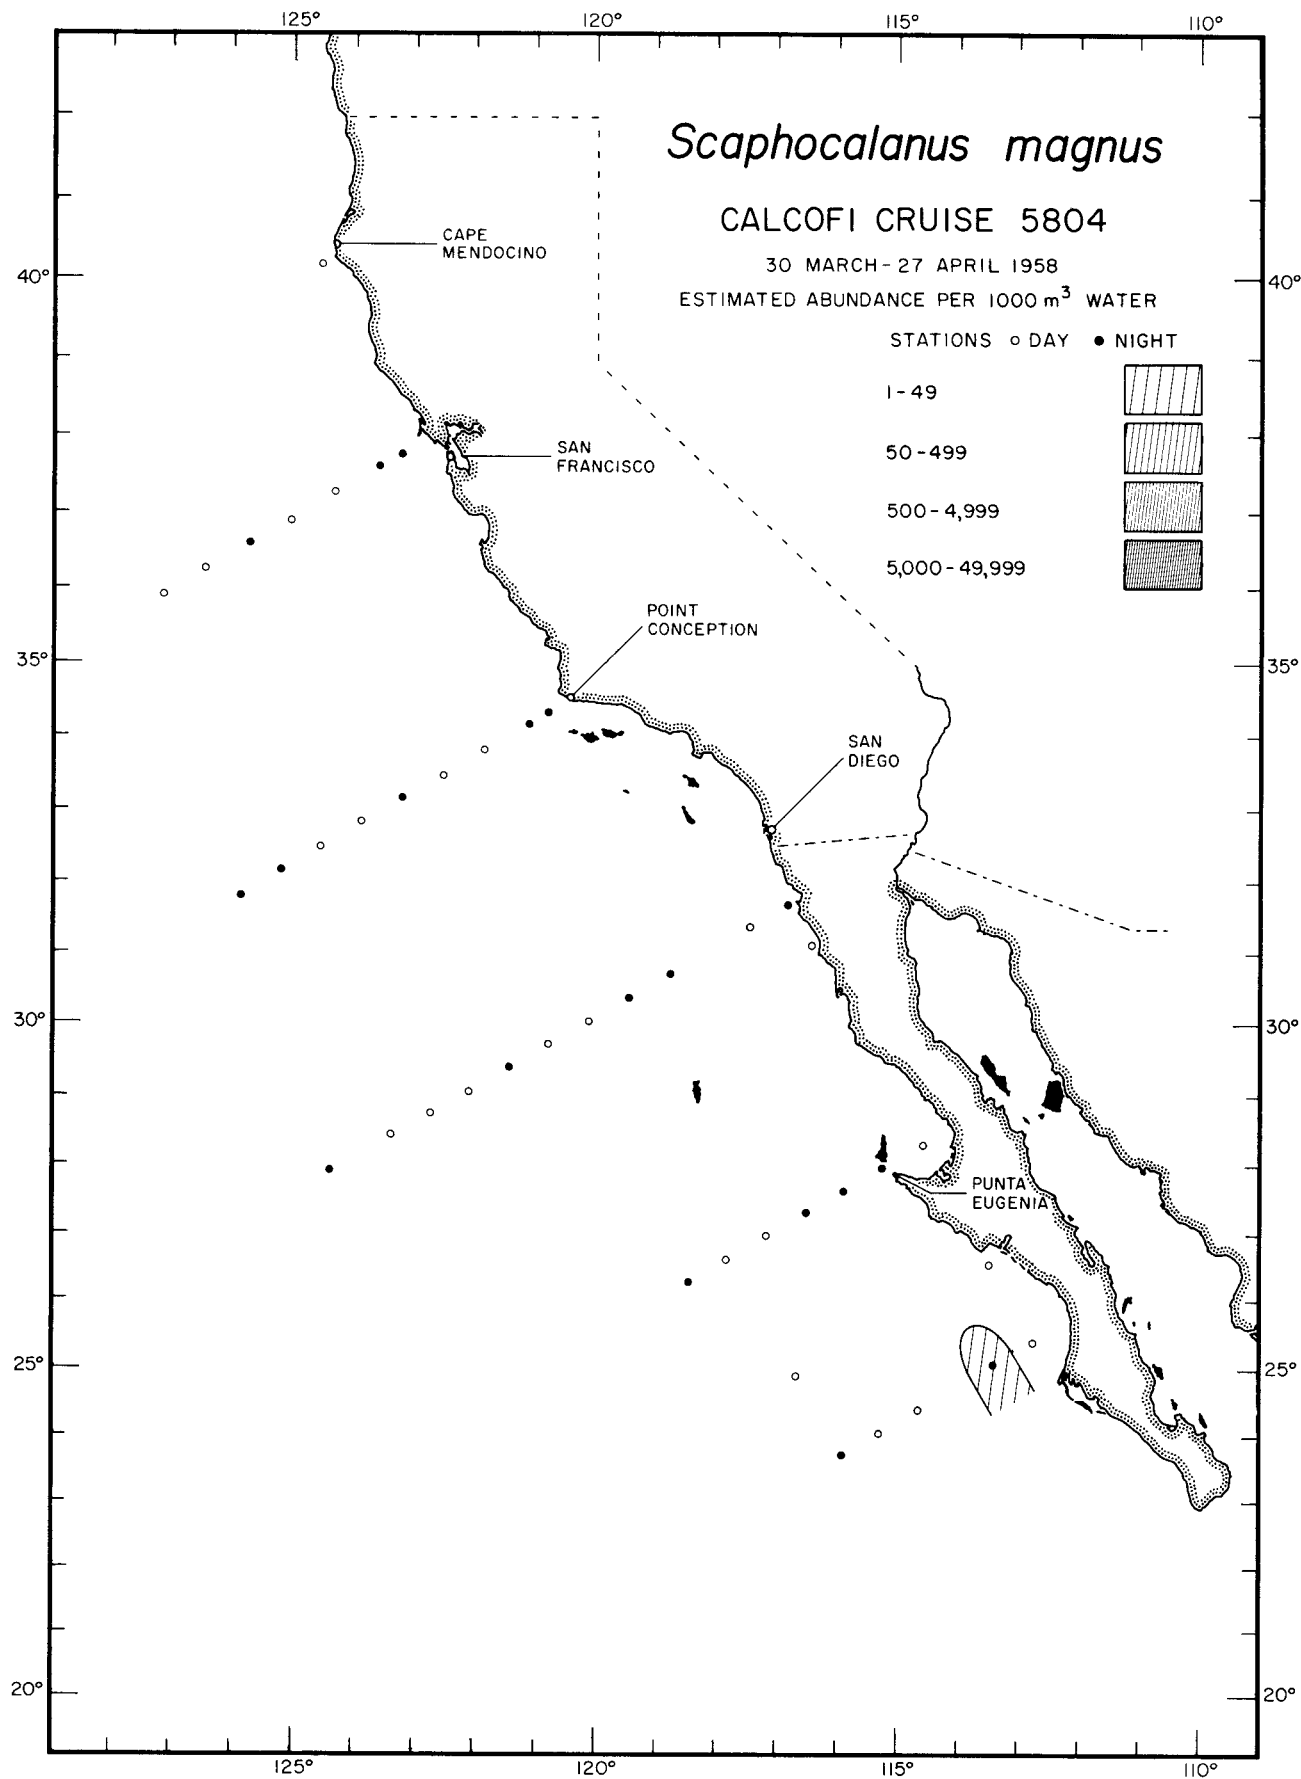 125° 120° 115° 110°
Scaphocalanus magnus
CALCOFI CRUISE 5804
30 MARCH - 27 APRIL 1958
ESTIMATED ABUNDANCE PER 1000 m³ WATER
STATIONS ○ DAY ● NIGHT
1 - 49
50 - 499
500 - 4,999
5,000 - 49,999
CAPE
MENDOCINO
40° 40°
SAN
FRANCISCO
POINT
CONCEPTION
35° 35°
SAN
DIEGO
30° 30°
PUNTA
EUGENIA
25° 25°
20° 20°
125° 120° 115° 110°